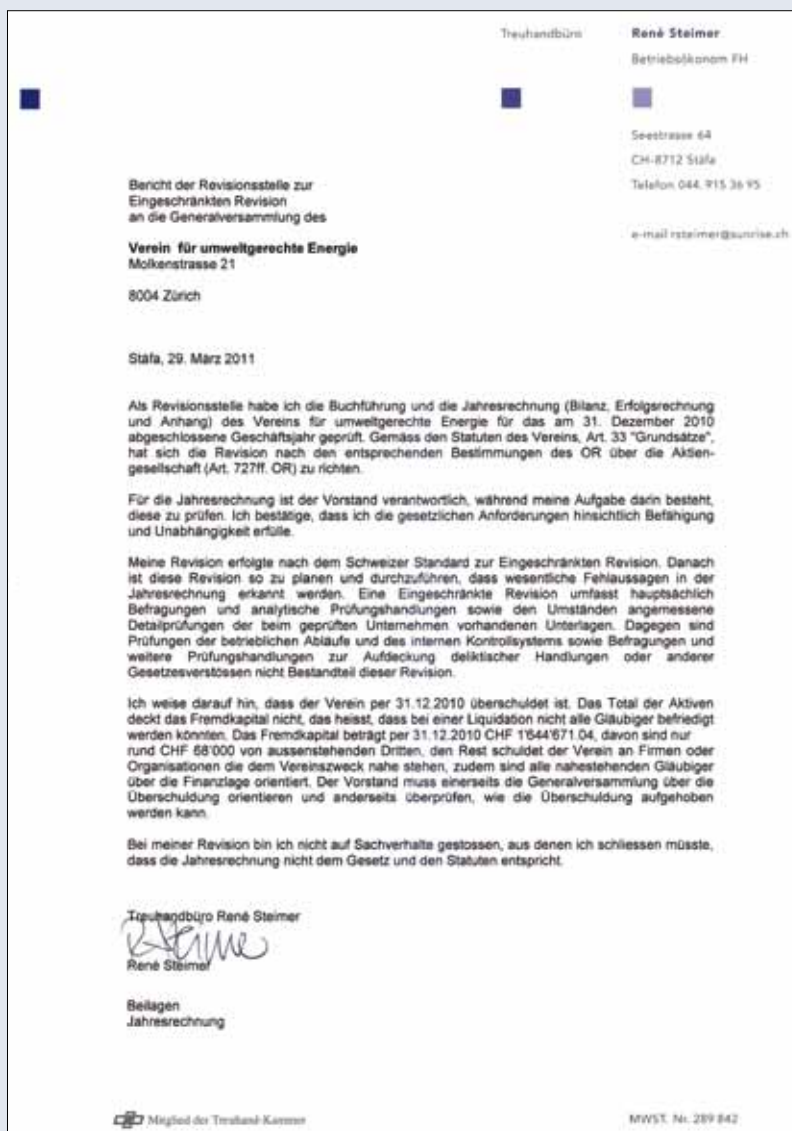 Treuhandbüro
René Steimer
Betriebsökonom FH
Seestrasse 64
CH-8712 Stäfa
Telefon 044. 915 36 95
e-mail rsteimer@sunrise.ch
Bericht der Revisionsstelle zur
Eingeschränkten Revision
an die Generalversammlung des
Verein für umweltgerechte Energie
Molkenstrasse 21
8004 Zürich
Stäfa, 29. März 2011
Als Revisionsstelle habe ich die Buchführung und die Jahresrechnung (Bilanz, Erfolgsrechnung
und Anhang) des Vereins für umweltgerechte Energie für das am 31. Dezember 2010
abgeschlossene Geschäftsjahr geprüft. Gemäss den Statuten des Vereins, Art. 33 "Grundsätze",
hat sich die Revision nach den entsprechenden Bestimmungen des OR über die Aktien-
gesellschaft (Art. 727ff. OR) zu richten.
Für die Jahresrechnung ist der Vorstand verantwortlich, während meine Aufgabe darin besteht,
diese zu prüfen. Ich bestätige, dass ich die gesetzlichen Anforderungen hinsichtlich Befähigung
und Unabhängigkeit erfülle.
Meine Revision erfolgte nach dem Schweizer Standard zur Eingeschränkten Revision. Danach
ist diese Revision so zu planen und durchzuführen, dass wesentliche Fehlaussagen in der
Jahresrechnung erkannt werden. Eine Eingeschränkte Revision umfasst hauptsächlich
Befragungen und analytische Prüfungshandlungen sowie den Umständen angemessene
Detailprüfungen der beim geprüften Unternehmen vorhandenen Unterlagen. Dagegen sind
Prüfungen der betrieblichen Abläufe und des internen Kontrollsystems sowie Befragungen und
weitere Prüfungshandlungen zur Aufdeckung deliktischer Handlungen oder anderer
Gesetzesverstössen nicht Bestandteil dieser Revision.
Ich weise darauf hin, dass der Verein per 31.12.2010 überschuldet ist. Das Total der Aktiven
deckt das Fremdkapital nicht, das heisst, dass bei einer Liquidation nicht alle Gläubiger befriedigt
werden könnten. Das Fremdkapital beträgt per 31.12.2010 CHF 1'644'671.04, davon sind nur
rund CHF 68'000 von aussenstehenden Dritten, den Rest schuldet der Verein an Firmen oder
Organisationen die dem Vereinszweck nahe stehen, zudem sind alle nahestehenden Gläubiger
über die Finanzlage orientiert. Der Vorstand muss einerseits die Generalversammlung über die
Überschuldung orientieren und anderseits überprüfen, wie die Überschuldung aufgehoben
werden kann.
Bei meiner Revision bin ich nicht auf Sachverhalte gestossen, aus denen ich schliessen müsste,
dass die Jahresrechnung nicht dem Gesetz und den Statuten entspricht.
Treuhandbüro René Steimer
R Steimer
René Steimer
Beilagen
Jahresrechnung
Mitglied der Treuhand-Kammer
MWST. Nr. 289 842